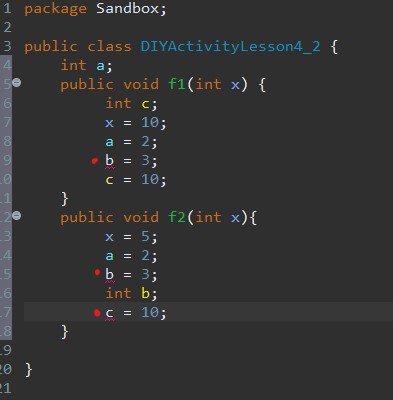 1 package Sandbox;
2
3 public class DIYActivityLesson4_2 {
4 int a;
5 public void f1(int x) {
6 int c;
7 x = 10;
8 a = 2;
9 b = 3;
10 c = 10;
11 }
12 public void f2(int x){
13 x = 5;
14 a = 2;
15 b = 3;
16 int b;
17 c = 10;
18 }
19
20 }
21